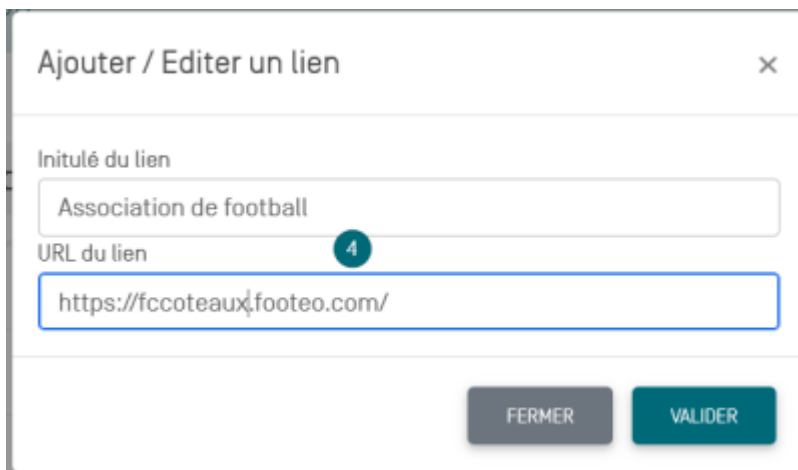 Ajouter / Editer un lien ×
Initulé du lien
Association de football
4
URL du lien
https://fccoteaux.footeo.com/
FERMER VALIDER